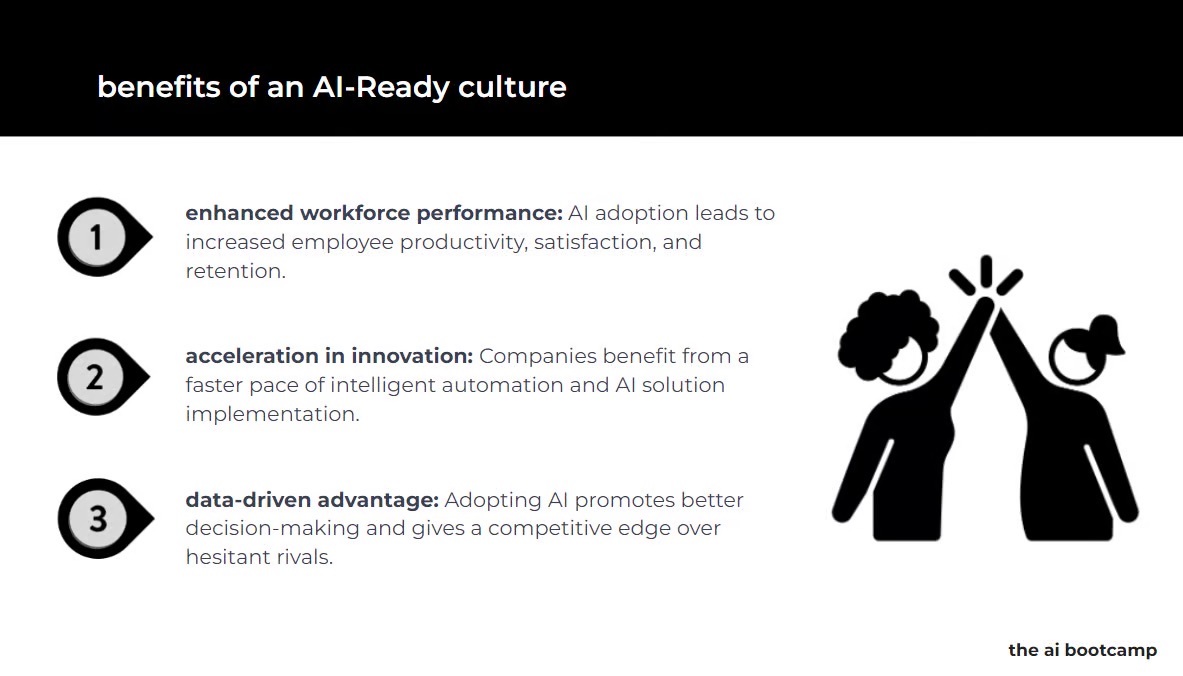 benefits of an AI-Ready culture
1
enhanced workforce performance: AI adoption leads to
increased employee productivity, satisfaction, and
retention.
2
acceleration in innovation: Companies benefit from a
faster pace of intelligent automation and AI solution
implementation.
3
data-driven advantage: Adopting AI promotes better
decision-making and gives a competitive edge over
hesitant rivals.
the ai bootcamp